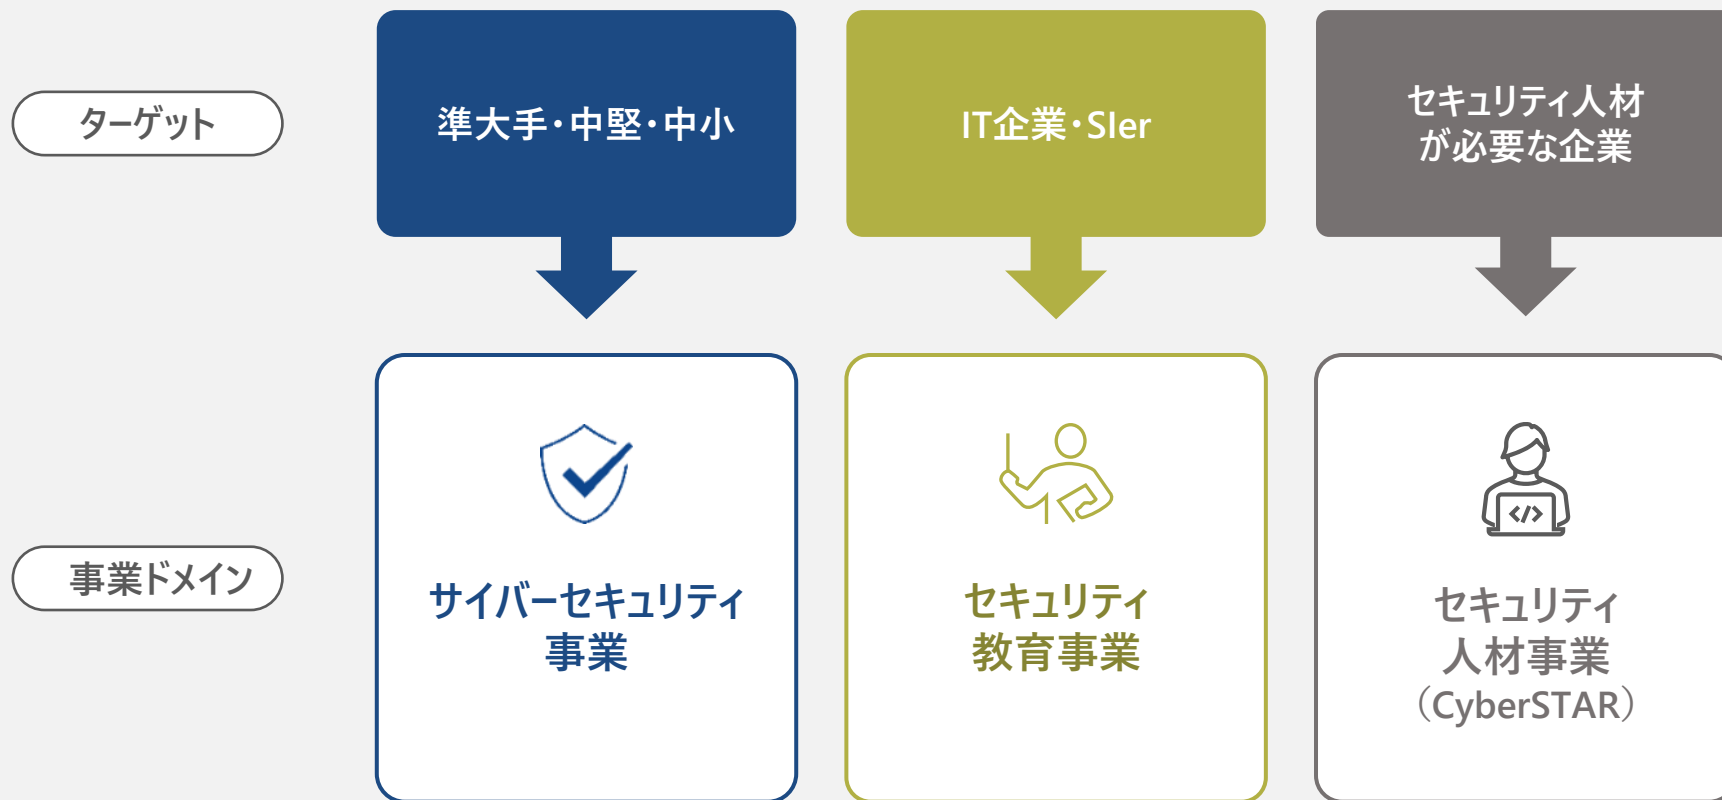 ターゲット
準大手・中堅・中小
IT企業・SIer
セキュリティ人材
が必要な企業
事業ドメイン
サイバーセキュリティ
事業
セキュリティ
教育事業
</>
セキュリティ
人材事業
（CyberSTAR）